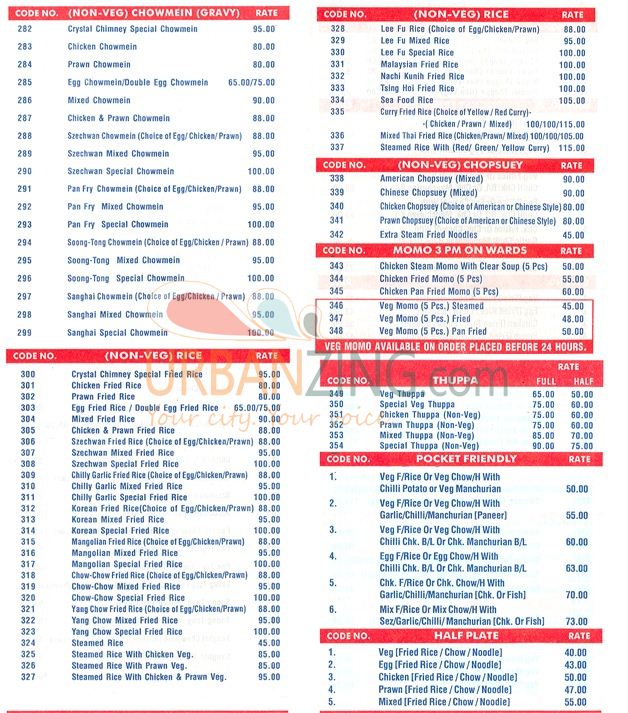 CODE NO. (NON-VEG) CHOWMEIN (GRAVY) RATE
282 Crystal Chimney Special Chowmein 95.00
283 Chicken Chowmein 80.00
284 Prawn Chowmein 80.00
285 Egg Chowmein/Double Egg Chowmein 65.00/75.00
286 Mixed Chowmein 90.00
287 Chicken & Prawn Chowmein 88.00
288 Szechwan Chowmein (Choice of Egg/ Chicken/Prawn) 88.00
289 Szechwan Mixed Chowmein 95.00
290 Szechwan Special Chowmein 100.00
291 Pan Fry Chowmein (Choice of Egg/Chicken/Prawn) 88.00
292 Pan Fry Mixed Chowmein 95.00
293 Pan Fry Special Chowmein 100.00
294 Soong-Tong Chowmein (Choice of Egg/Chicken / Prawn) 88.00
295 Soong-Tong Mixed Chowmein 95.00
296 Soong-Tong Special Chowmein 100.00
297 Sanghai Chowmein (Choice of Egg/Chicken / Prawn) 88.00
298 Sanghai Mixed Chowmein 95.00
299 Sanghai Special Chowmein 100.00
CODE NO. (NON-VEG) RICE RATE
300 Crystal Chimney Special Fried Rice 95.00
301 Chicken Fried Rice 80.00
302 Prawn Fried Rice 80.00
303 Egg Fried Rice / Double Egg Fried Rice 65.00/75.00
304 Mixed Fried Rice 90.00
305 Chicken & Prawn Fried Rice 88.00
306 Szechwan Fried Rice (Choice of Egg/Chicken/Prawn) 88.00
307 Szechwan Mixed Fried Rice 95.00
308 Szechwan Special Fried Rice 100.00
309 Chilly Garlic Fried Rice (Choice of Egg/Chicken/Prawn) 88.00
310 Chilly Garlic Mixed Fried Rice 95.00
311 Chilly Garlic Special Fried Rice 100.00
312 Korean Fried Rice(Choice of Egg/Chicken/Prawn) 88.00
313 Korean Mixed Fried Rice 95.00
314 Korean Special Fried Rice 100.00
315 Mangolian Fried Rice (Choice of Egg/Chicken/Prawn) 88.00
316 Mangolian Mixed Fried Rice 95.00
317 Mangolian Special Fried Rice 100.00
318 Chow-Chow Fried Rice (Choice of Egg/Chicken/Prawn) 88.00
319 Chow-Chow Mixed Fried Rice 95.00
320 Chow-Chow Special Fried Rice 100.00
321 Yang Chow Fried Rice (Choice of Egg/Chicken/Prawn) 88.00
322 Yang Chow Mixed Fried Rice 95.00
323 Yang Chow Special Fried Rice 100.00
324 Steamed Rice 45.00
325 Steamed Rice With Chicken Veg. 85.00
326 Steamed Rice With Prawn Veg. 85.00
327 Steamed Rice With Chicken & Prawn Veg. 85.00
CODE NO. (NON-VEG) RICE RATE
328 Lee Fu Rice (Choice of Egg/Chicken/Prawn) 88.00
329 Lee Fu Mixed Rice 95.00
330 Lee Fu Special Rice 100.00
331 Malaysian Fried Rice 100.00
332 Nachi Kunih Fried Rice 100.00
333 Tsing Hoi Fried Rice 100.00
334 Sea Food Rice 105.00
335 Curry Fried Rice (Choice of Yellow / Red Curry)-
-( Chicken / Prawn / Mixed) 100/100/115.00
336 Mixed Thai Fried Rice (Chicken/Prawn/ Mixed) 100/100/105.00
337 Steamed Rice With (Red/ Green/ Yellow Curry) 115.00
CODE NO. (NON-VEG) CHOPSUEY RATE
338 American Chopsuey (Mixed) 90.00
339 Chinese Chopsuey (Mixed) 90.00
340 Chicken Chopsuey (Choice of American or Chinese Style) 80.00
341 Prawn Chopsuey (Choice of American or Chinese Style) 80.00
342 Extra Steam Fried Noodles 45.00
CODE NO. MOMO 3 PM ON WARDS RATE
343 Chicken Steam Momo With Clear Soup (5 Pcs) 50.00
344 Chicken Fried Momo (5 Pcs) 55.00
345 Chicken Pan Fried Momo (5 Pcs) 60.00
346 Veg Momo (5 Pcs.) Steamed 45.00
347 Veg Momo (5 Pcs.) Fried 48.00
348 Veg Momo (5 Pcs.) Pan Fried 50.00
VEG MOMO AVAILABLE ON ORDER PLACED BEFORE 24 HOURS.
RATE
CODE NO. THUPPA FULL HALF
349 Veg Thuppa 65.00 50.00
350 Special Veg Thuppa 75.00 60.00
351 Chicken Thuppa (Non-Veg) 75.00 60.00
352 Prawn Thuppa (Non-Veg) 75.00 60.00
353 Mixed Thuppa (Non-Veg) 85.00 70.00
354 Special Thuppa (Non-Veg) 90.00 75.00
CODE NO. POCKET FRIENDLY RATE
1. Veg F/Rice Or Veg Chow/H With
Chilli Potato or Veg Manchurian 50.00
2. Veg F/Rice Or Veg Chow/H With
Garlic/Chilli/Manchurian [Paneer] 55.00
3. Veg F/Rice Or Veg Chow/H With
Chilli Chk. B/L Or Chk. Manchurian B/L 60.00
4. Egg F/Rice Or Egg Chow/H With
Chilli Chk. B/L Or Chk. Manchurian B/L 63.00
5. Chk. F/Rice Or Chk. Chow/H With
Garlic/Chilli/Manchurian [Chk. Or Fish] 70.00
6. Mix F/Rice Or Mix Chow/H With
Sez/Garlic/Chilli/ Manchurian [Chk. Or Fish] 73.00
CODE NO. HALF PLATE RATE
1. Veg [Fried Rice / Chow / Noodle] 40.00
2. Egg [Fried Rice / Chow / Noodle] 43.00
3. Chicken [Fried Rice / Chow / Noodle] 50.00
4. Prawn [Fried Rice / Chow / Noodle] 47.00
5. Mixed [Fried Rice / Chow / Noodle] 55.00
URBANZING.com
Your city, your voice